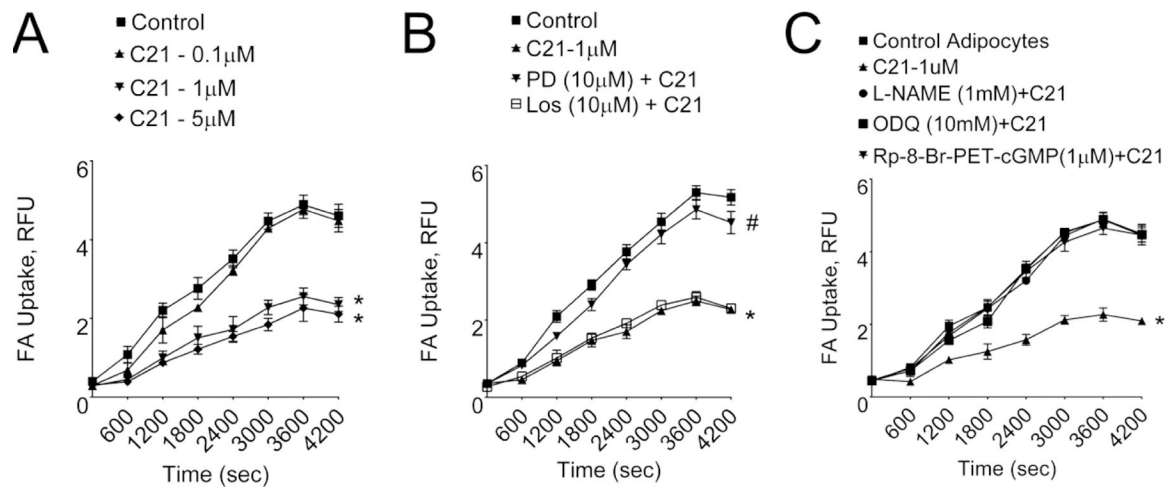 A
Control
C21 - 0.1μM
C21 - 1μM
C21 - 5μM
FA Uptake, RFU
6
4
2
0
*
*
600 1200 1800 2400 3000 3600 4200
Time (sec)
B
Control
C21-1μM
PD (10μM) + C21
Los (10μM) + C21
FA Uptake, RFU
6
4
2
0
#
*
600 1200 1800 2400 3000 3600 4200
Time (sec)
C
Control Adipocytes
C21-1uM
L-NAME (1mM)+C21
ODQ (10mM)+C21
Rp-8-Br-PET-cGMP(1μM)+C21
FA Uptake, RFU
6
4
2
0
*
600 1200 1800 2400 3000 3600 4200
Time (sec)